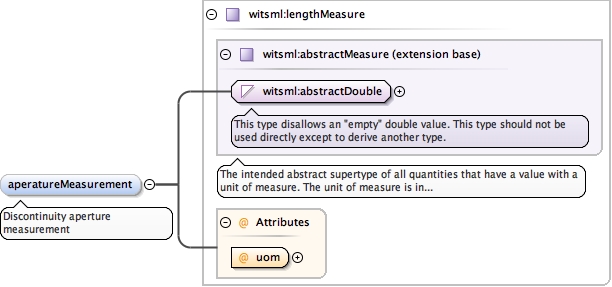 witsml:lengthMeasure
witsml:abstractMeasure (extension base)
witsml:abstractDouble
This type disallows an "empty" double value. This type should not be
used directly except to derive another type.
The intended abstract supertype of all quantities that have a value with a
unit of measure. The unit of measure is in...
aperatureMeasurement
Discontinuity aperture
measurement
@ Attributes
@ uom